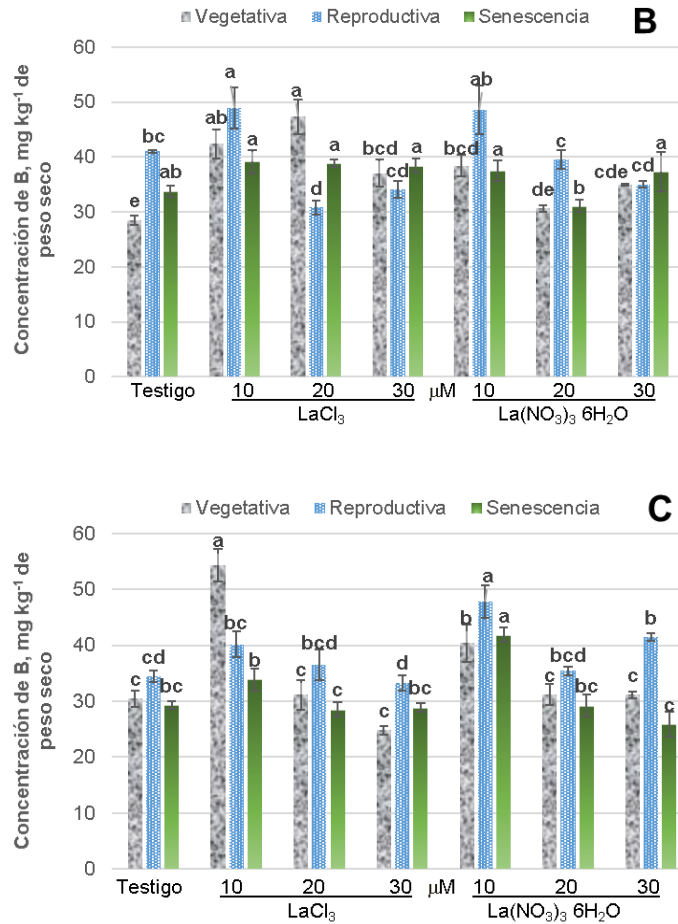 B
Vegetativa Reproductiva Senescencia
Concentración de B, mg kg⁻¹ de
peso seco
60
50
40
30
20
10
0
e bc ab
ab a a
a d a
bcd cd a
bcd ab a
de c b
cde cd a
Testigo 10 20 30 µM 10 20 30
LaCl₃ La(NO₃)₃ 6H₂O
C
Vegetativa Reproductiva Senescencia
Concentración de B, mg kg⁻¹ de
peso seco
60
50
40
30
20
10
0
c cd bc
a bc b
c bcd c
c d bc
b a a
c bcd bc
c b c
Testigo 10 20 30 µM 10 20 30
LaCl₃ La(NO₃)₃ 6H₂O